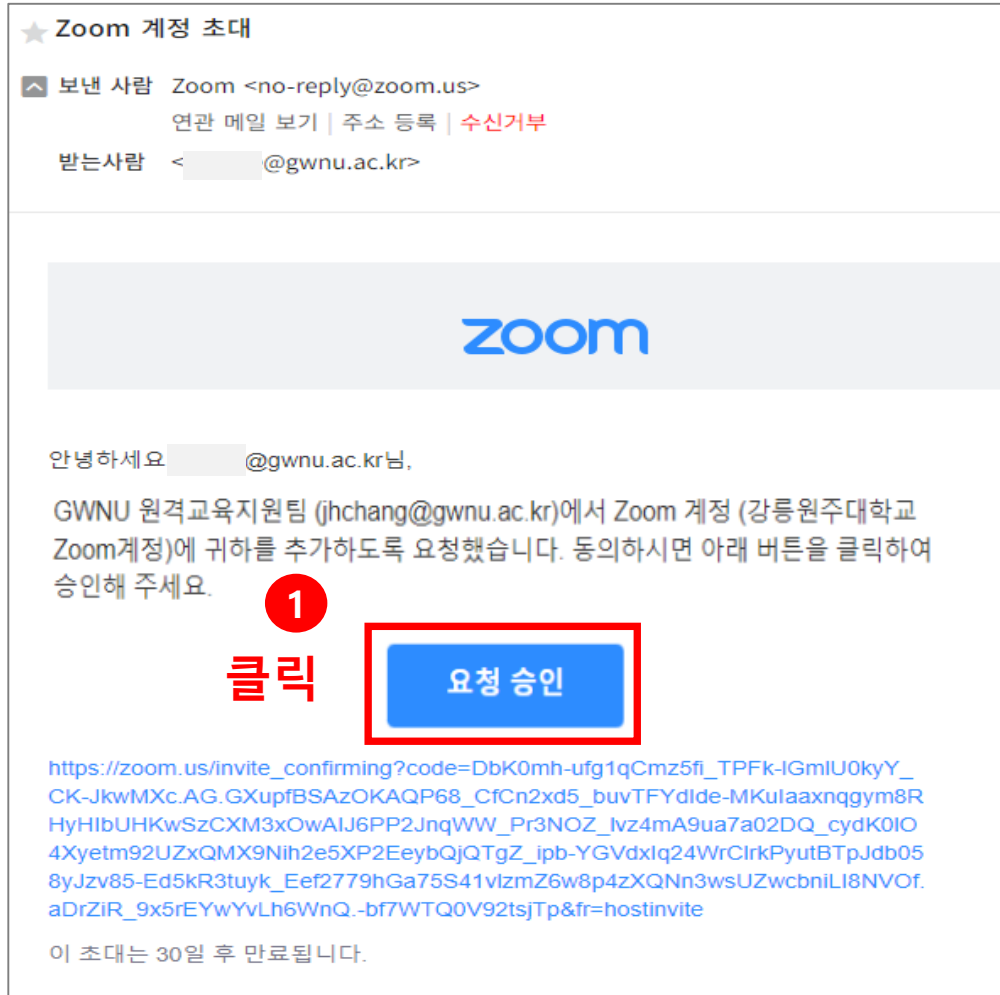 Zoom 계정 초대
보낸 사람 Zoom <no-reply@zoom.us>
연관 메일 보기 | 주소 등록 | 수신거부
받는사람 < @gwnu.ac.kr>
zoom
안녕하세요 @gwnu.ac.kr님,
GWNU 원격교육지원팀 (jhchang@gwnu.ac.kr)에서 Zoom 계정 (강릉원주대학교
Zoom계정)에 귀하를 추가하도록 요청했습니다. 동의하시면 아래 버튼을 클릭하여
승인해 주세요.
1
클릭
요청 승인
https://zoom.us/invite_confirming?code=DbK0mh-ufg1qCmz5fi_TPFk-lGmlU0kyY_
CK-JkwMXc.AG.GXupfBSAzOKAQP68_CfCn2xd5_buvTFYdlde-MKulaaxnqgym8R
HyHIbUHKwSzCXM3xOwAIJ6PP2JnqWW_Pr3NOZ_lvz4mA9ua7a02DQ_cydK0lO
4Xyetm92UZxQMX9Nih2e5XP2EeybQjQTgZ_ipb-YGVdxlq24WrClrkPyutBTpJdb05
8yJzv85-Ed5kR3tuyk_Eef2779hGa75S41vlzmZ6w8p4zXQNn3wsUZwcbniLI8NVOf.
aDrZiR_9x5rEYwYvLh6WnQ.-bf7WTQ0V92tsjTp&fr=hostinvite
이 초대는 30일 후 만료됩니다.